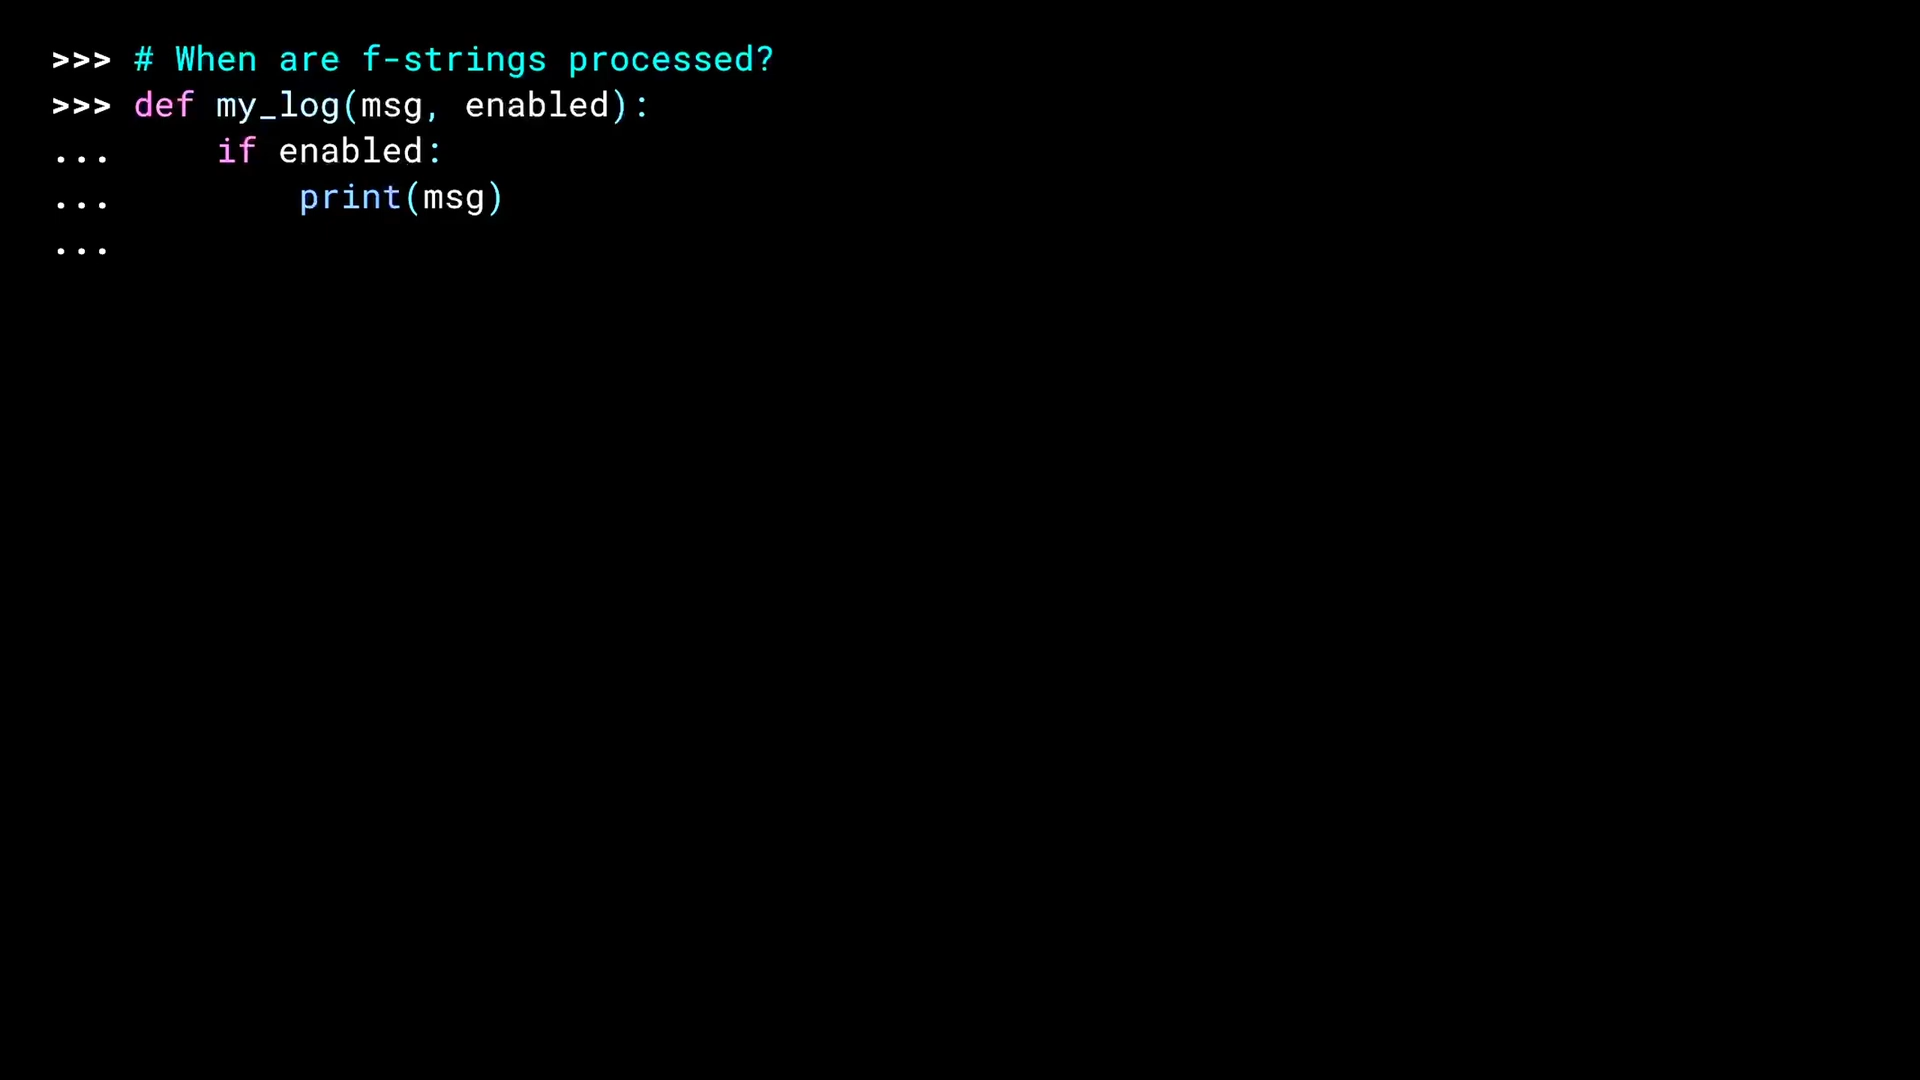 >>> # When are f-strings processed?
>>> def my_log(msg, enabled):
...     if enabled:
...         print(msg)
...